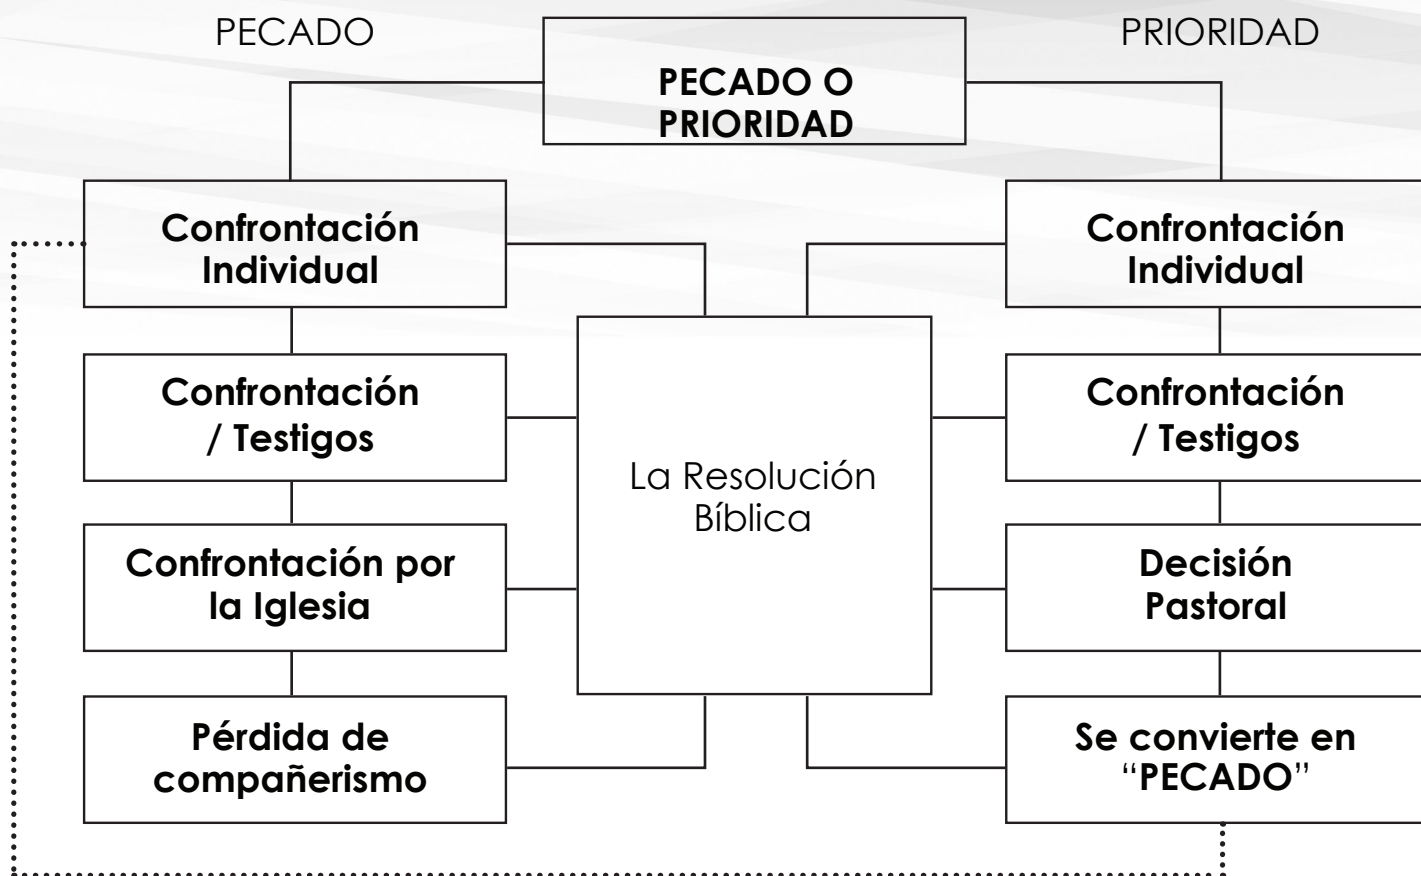 PECADO
PRIORIDAD
PECADO O
PRIORIDAD
Confrontación
Individual
Confrontación
Individual
Confrontación
/ Testigos
Confrontación
/ Testigos
La Resolución
Bíblica
Confrontación por
la Iglesia
Decisión
Pastoral
Pérdida de
compañerismo
Se convierte en
“PECADO”